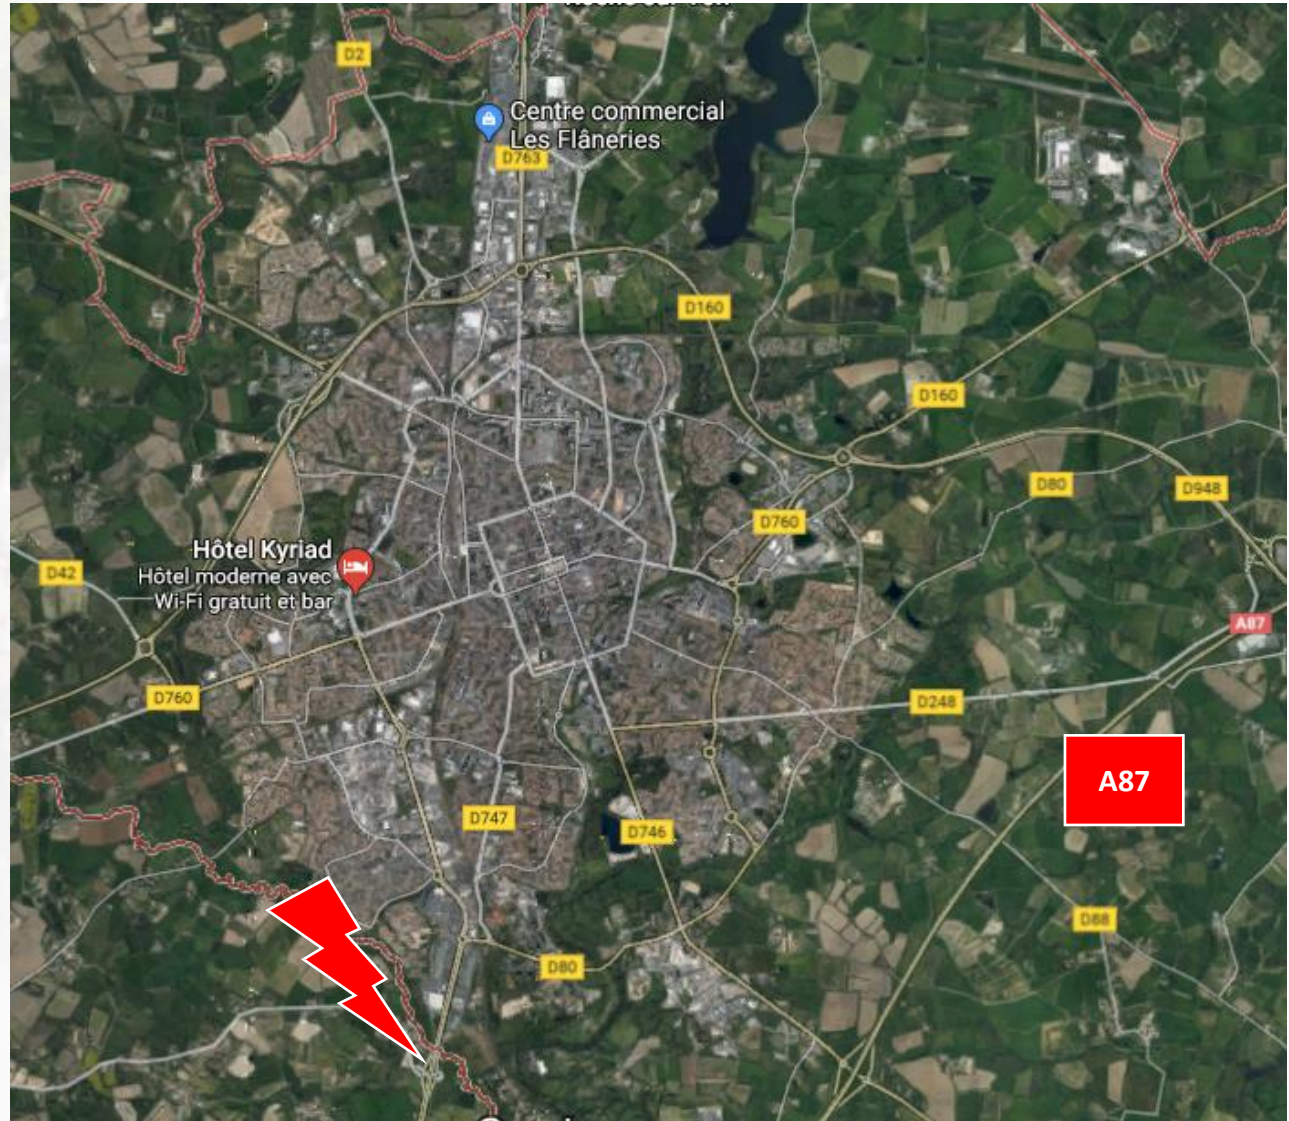 D2
Centre commercial
Les Flâneries
D763
D160
D160
D80
D948
D760
Hôtel Kyriad
Hôtel moderne avec
Wi-Fi gratuit et bar
D42
A87
D760
D248
A87
D747
D746
D88
D80